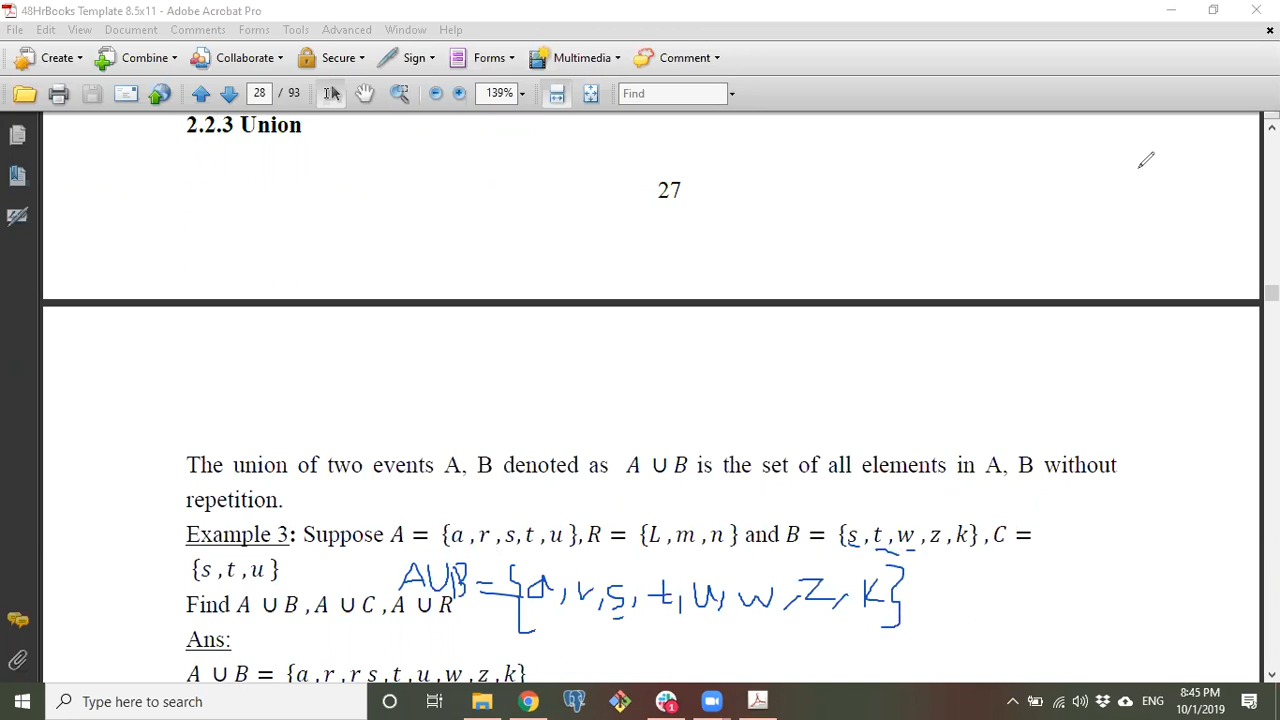 48HrBooks Template 8.5x11 - Adobe Acrobat Pro
File Edit View Document Comments Forms Tools Advanced Window Help
Create Combine Collaborate Secure Sign Forms Multimedia Comment
28 / 93 139% Find
2.2.3 Union
27
The union of two events A, B denoted as A ∪ B is the set of all elements in A, B without
repetition.
Example 3: Suppose A = {a , r , s, t , u }, R = {L , m , n } and B = {s , t , w , z , k} , C =
{s , t , u }
A∪B = {a, r, s, t, u, w, z, k}
Find A ∪ B , A ∪ C , A ∪ R
Ans:
A ∪ B = {a , r , r s , t , u , w , z , k}
Type here to search
1
ENG
8:45 PM
10/1/2019